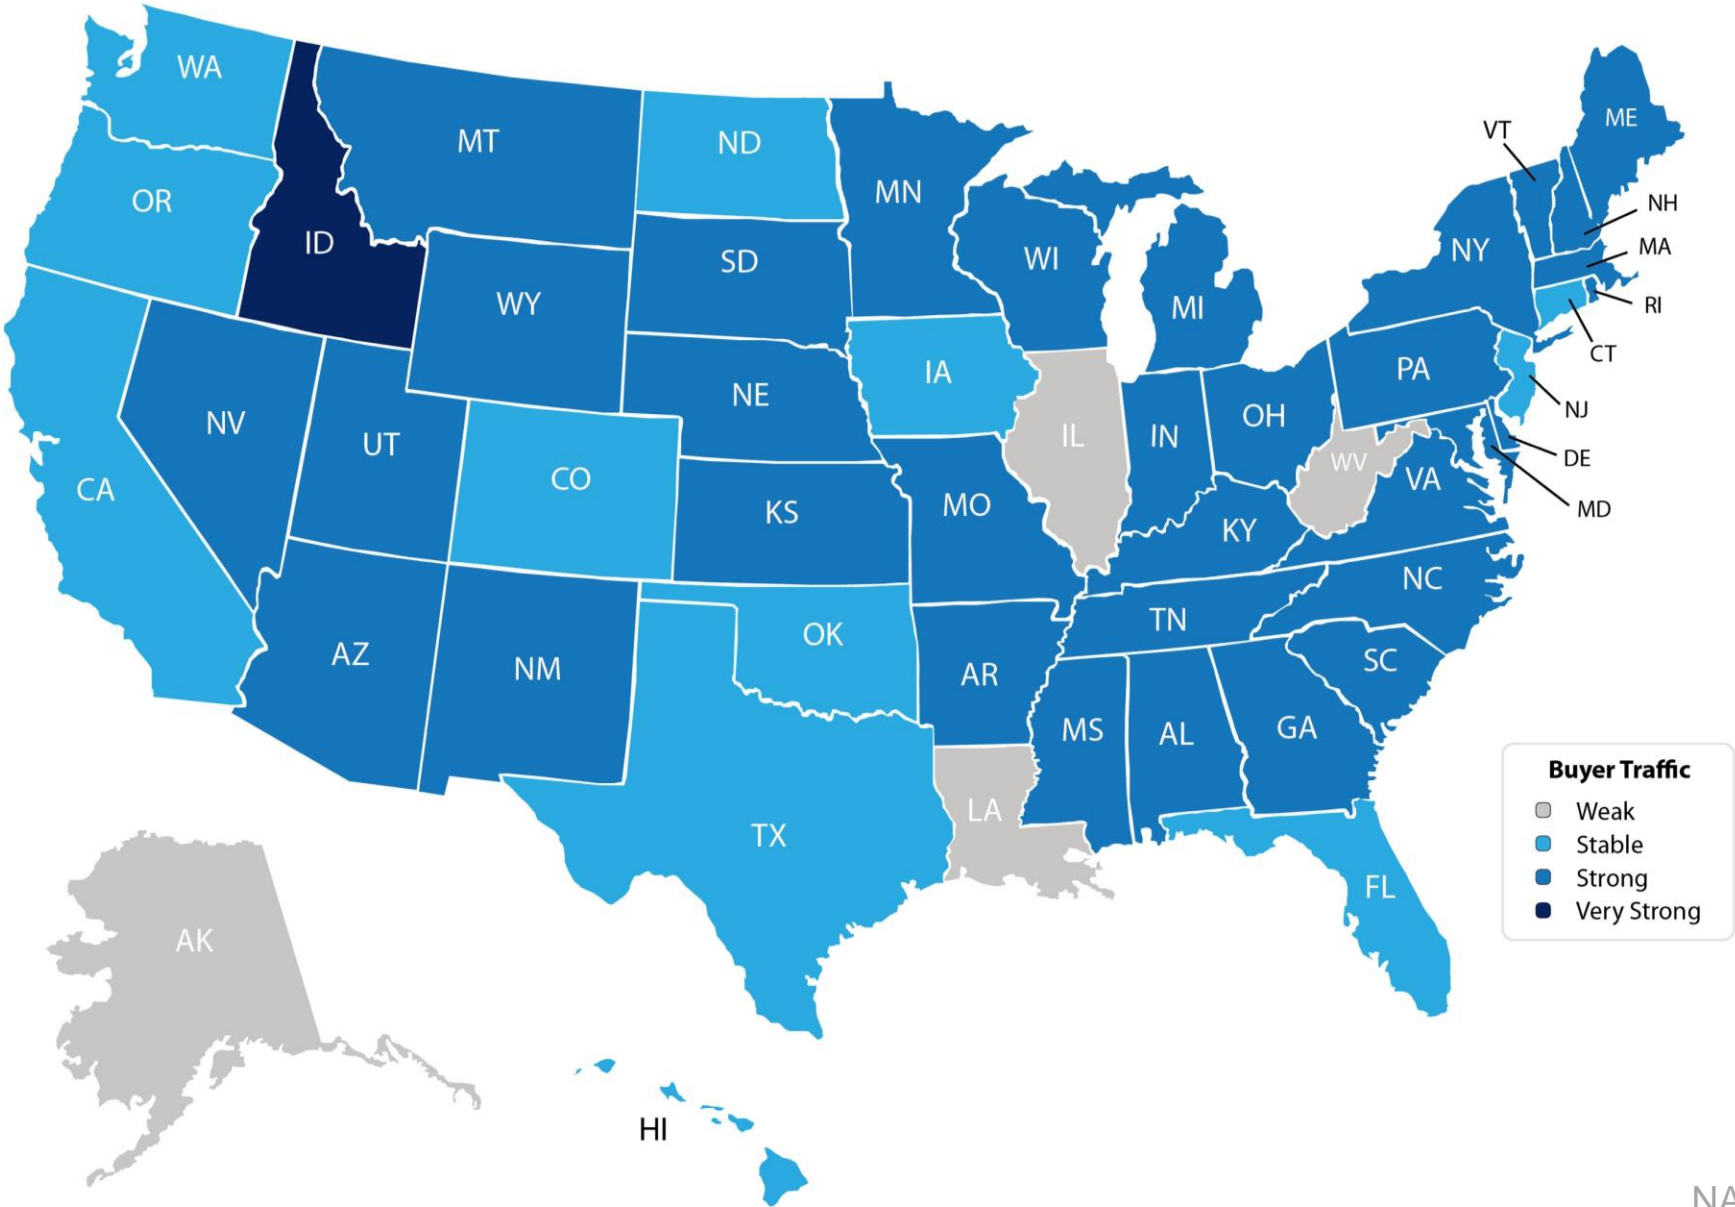 WA
MT
ND
MN
ME
VT
OR
ID
SD
WI
NY
NH
MA
WY
MI
RI
CT
IA
PA
NE
NV
UT
IL
IN
OH
NJ
CO
CA
KS
MO
WV
VA
DE
MD
KY
NC
TN
OK
AZ
NM
AR
SC
MS
AL
GA
LA
TX
FL
AK
HI
Buyer Traffic
Weak
Stable
Strong
Very Strong
NA